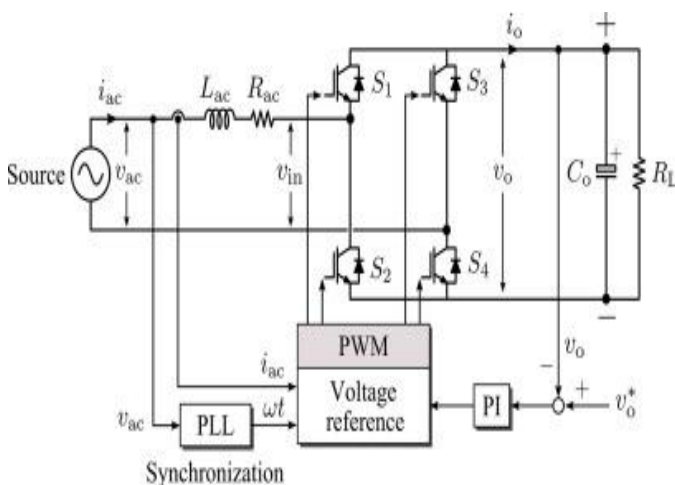 i_o
+
L_ac
R_ac
S_1
S_3
i_ac
Source
v_ac
v_in
v_o
C_o
+
R_L
S_2
S_4
−
PWM
i_ac
Voltage
reference
−
v_o
+
v_o*
PI
v_ac
PLL
ωt
Synchronization